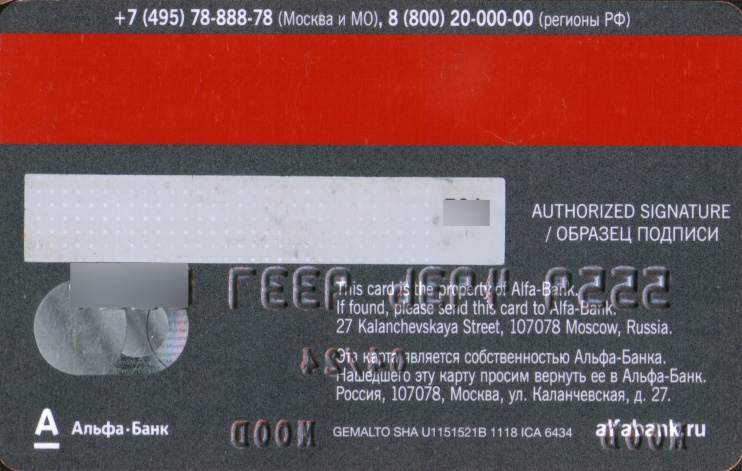 +7 (495) 78-888-78 (Москва и МО), 8 (800) 20-000-00 (регионы РФ)
AUTHORIZED SIGNATURE
/ ОБРАЗЕЦ ПОДПИСИ
This card is the property of Alfa-Bank.
If found, please send this card to Alfa-Bank.
27 Kalanchevskaya Street, 107078 Moscow, Russia.
Эта карта является собственностью Альфа-Банка.
Нашедшего эту карту просим вернуть ее в Альфа-Банк.
Россия, 107078, Москва, ул. Каланчевская, д. 27.
А Альфа·Банк
GEMALTO SHA U1151521B 1118 ICA 6434
alfabank.ru